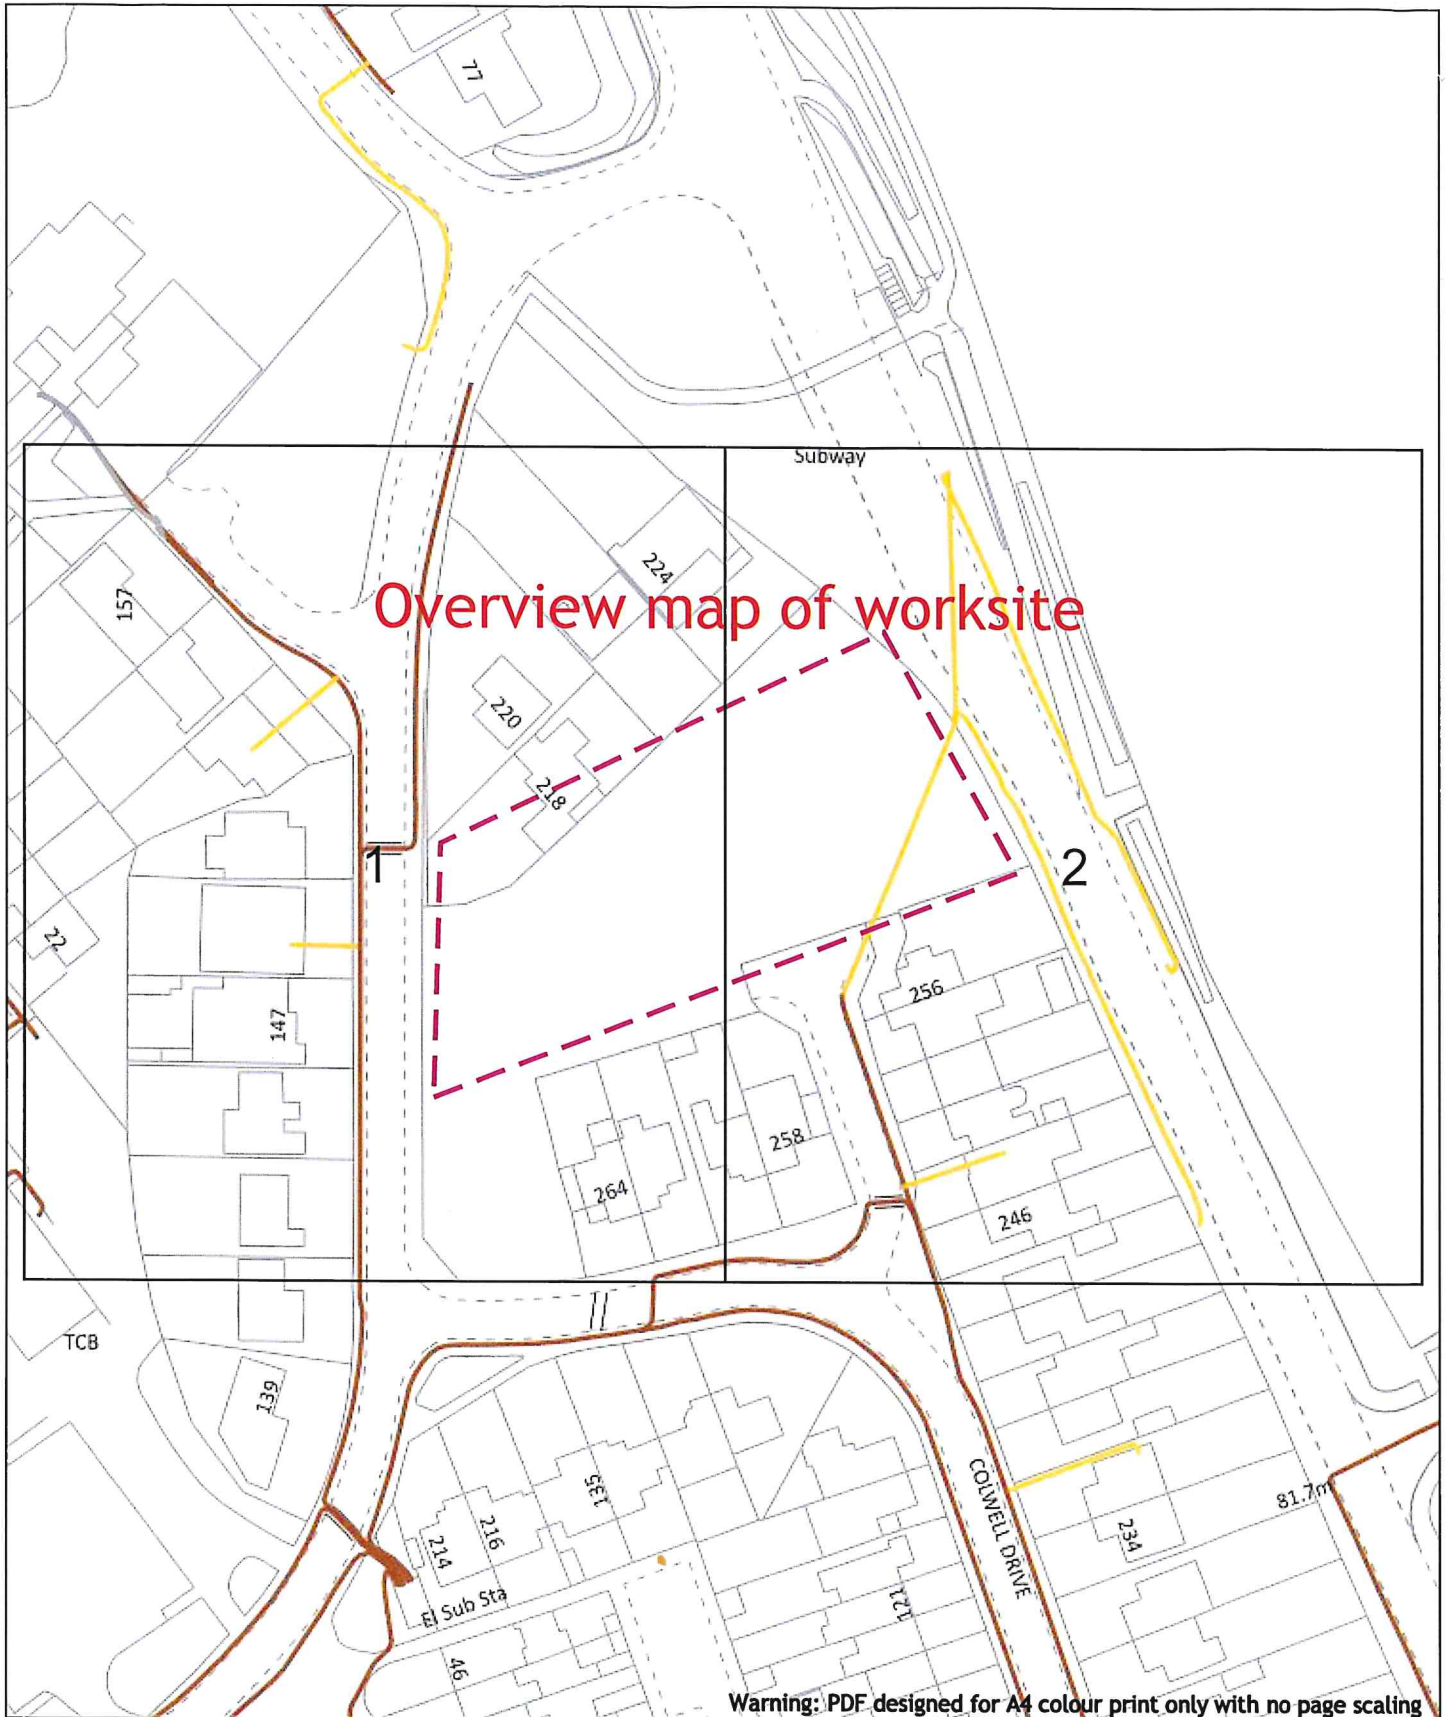 77
Subway
157
224
Overview map of worksite
220
218
1
2
22
256
147
258
264
246
TCB
139
COLWELL DRIVE
81.7m
135
216
214
234
El Sub Sta
121
46
Warning: PDF designed for A4 colour print only with no page scaling